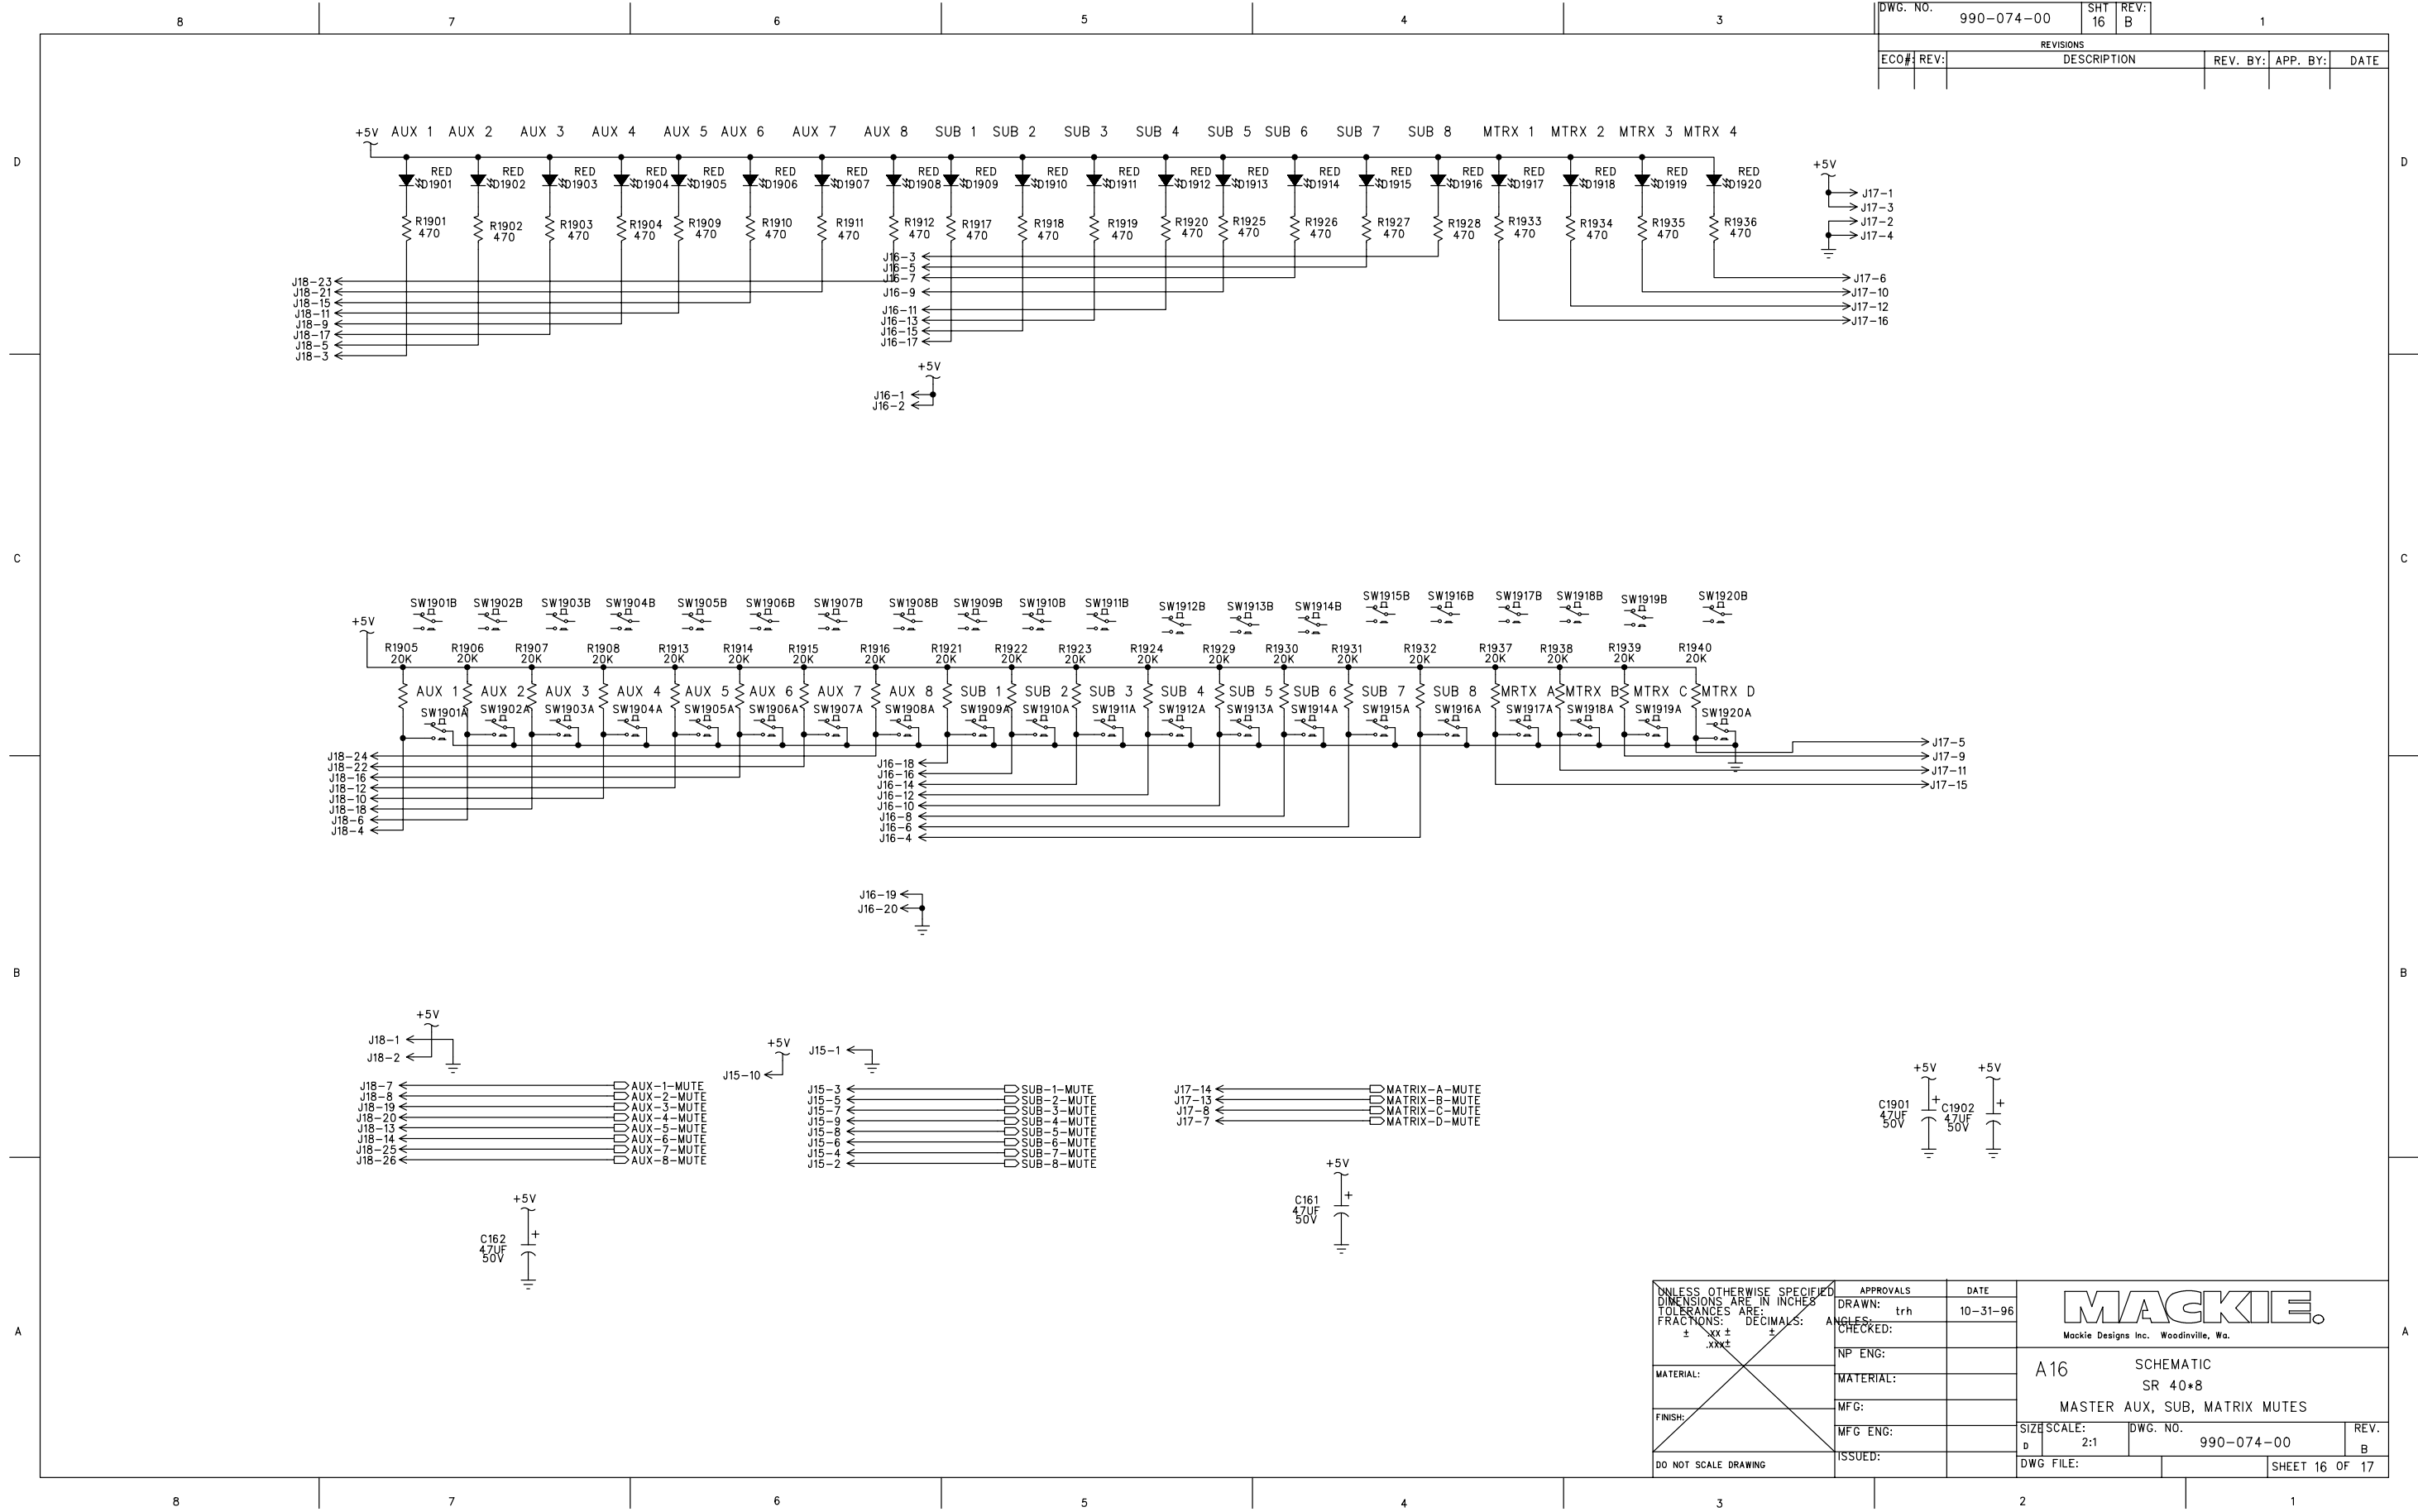 8 7 6 5 4 3 1
DWG. NO. 990-074-00 SHT 16 REV: B
REVISIONS
ECO#: REV: DESCRIPTION REV. BY: APP. BY: DATE
+5V AUX 1 AUX 2 AUX 3 AUX 4 AUX 5 AUX 6 AUX 7 AUX 8 SUB 1 SUB 2 SUB 3 SUB 4 SUB 5 SUB 6 SUB 7 SUB 8 MTRX 1 MTRX 2 MTRX 3 MTRX 4
D D
+5V
RED RED RED RED RED RED RED RED RED RED RED RED RED RED RED RED RED RED RED RED
D1901 D1902 D1903 D1904 D1905 D1906 D1907 D1908 D1909 D1910 D1911 D1912 D1913 D1914 D1915 D1916 D1917 D1918 D1919 D1920
J17-1
J17-3
J17-2
J17-4
R1901 R1902 R1903 R1904 R1909 R1910 R1911 R1912 R1917 R1918 R1919 R1920 R1925 R1926 R1927 R1928 R1933 R1934 R1935 R1936
470 470 470 470 470 470 470 470 470 470 470 470 470 470 470 470 470 470 470 470
J16-3
J16-5
J16-7
J16-9
J16-11
J16-13
J16-15
J16-17
J18-23
J18-21
J18-15
J18-11
J18-9
J18-17
J18-5
J18-3
J17-6
J17-10
J17-12
J17-16
+5V
J16-1
J16-2
C C
SW1901B SW1902B SW1903B SW1904B SW1905B SW1906B SW1907B SW1908B SW1909B SW1910B SW1911B SW1912B SW1913B SW1914B SW1915B SW1916B SW1917B SW1918B SW1919B SW1920B
+5V
R1905 R1906 R1907 R1908 R1913 R1914 R1915 R1916 R1921 R1922 R1923 R1924 R1929 R1930 R1931 R1932 R1937 R1938 R1939 R1940
20K 20K 20K 20K 20K 20K 20K 20K 20K 20K 20K 20K 20K 20K 20K 20K 20K 20K 20K 20K
AUX 1 AUX 2 AUX 3 AUX 4 AUX 5 AUX 6 AUX 7 AUX 8 SUB 1 SUB 2 SUB 3 SUB 4 SUB 5 SUB 6 SUB 7 SUB 8 MRTX A MTRX B MTRX C MTRX D
SW1901A SW1902A SW1903A SW1904A SW1905A SW1906A SW1907A SW1908A SW1909A SW1910A SW1911A SW1912A SW1913A SW1914A SW1915A SW1916A SW1917A SW1918A SW1919A SW1920A
J18-24
J18-22
J18-16
J18-12
J18-10
J18-18
J18-6
J18-4
J16-18
J16-16
J16-14
J16-12
J16-10
J16-8
J16-6
J16-4
J17-5
J17-9
J17-11
J17-15
J16-19
J16-20
B B
+5V
J18-1
J18-2
J18-7 AUX-1-MUTE
J18-8 AUX-2-MUTE
J18-19 AUX-3-MUTE
J18-20 AUX-4-MUTE
J18-13 AUX-5-MUTE
J18-14 AUX-6-MUTE
J18-25 AUX-7-MUTE
J18-26 AUX-8-MUTE
+5V
J15-10
J15-1
J15-3 SUB-1-MUTE
J15-5 SUB-2-MUTE
J15-7 SUB-3-MUTE
J15-9 SUB-4-MUTE
J15-8 SUB-5-MUTE
J15-6 SUB-6-MUTE
J15-4 SUB-7-MUTE
J15-2 SUB-8-MUTE
J17-14 MATRIX-A-MUTE
J17-13 MATRIX-B-MUTE
J17-8 MATRIX-C-MUTE
J17-7 MATRIX-D-MUTE
+5V +5V
C1901 47UF 50V +
C1902 47UF 50V +
+5V
C162 47UF 50V +
+5V
C161 47UF 50V +
A A
UNLESS OTHERWISE SPECIFIED
DIMENSIONS ARE IN INCHES
TOLERANCES ARE:
FRACTIONS: DECIMALS: ANGLES:
± .xx ± ±
.xxx±
MATERIAL:
FINISH:
DO NOT SCALE DRAWING
APPROVALS DATE
DRAWN: trh 10-31-96
CHECKED:
NP ENG:
MATERIAL:
MFG:
MFG ENG:
ISSUED:
MACKIE.
Mackie Designs Inc. Woodinville, Wa.
A16 SCHEMATIC
SR 40*8
MASTER AUX, SUB, MATRIX MUTES
SIZE D SCALE: 2:1 DWG. NO. 990-074-00 REV. B
DWG FILE: SHEET 16 OF 17
8 7 6 5 4 3 2 1